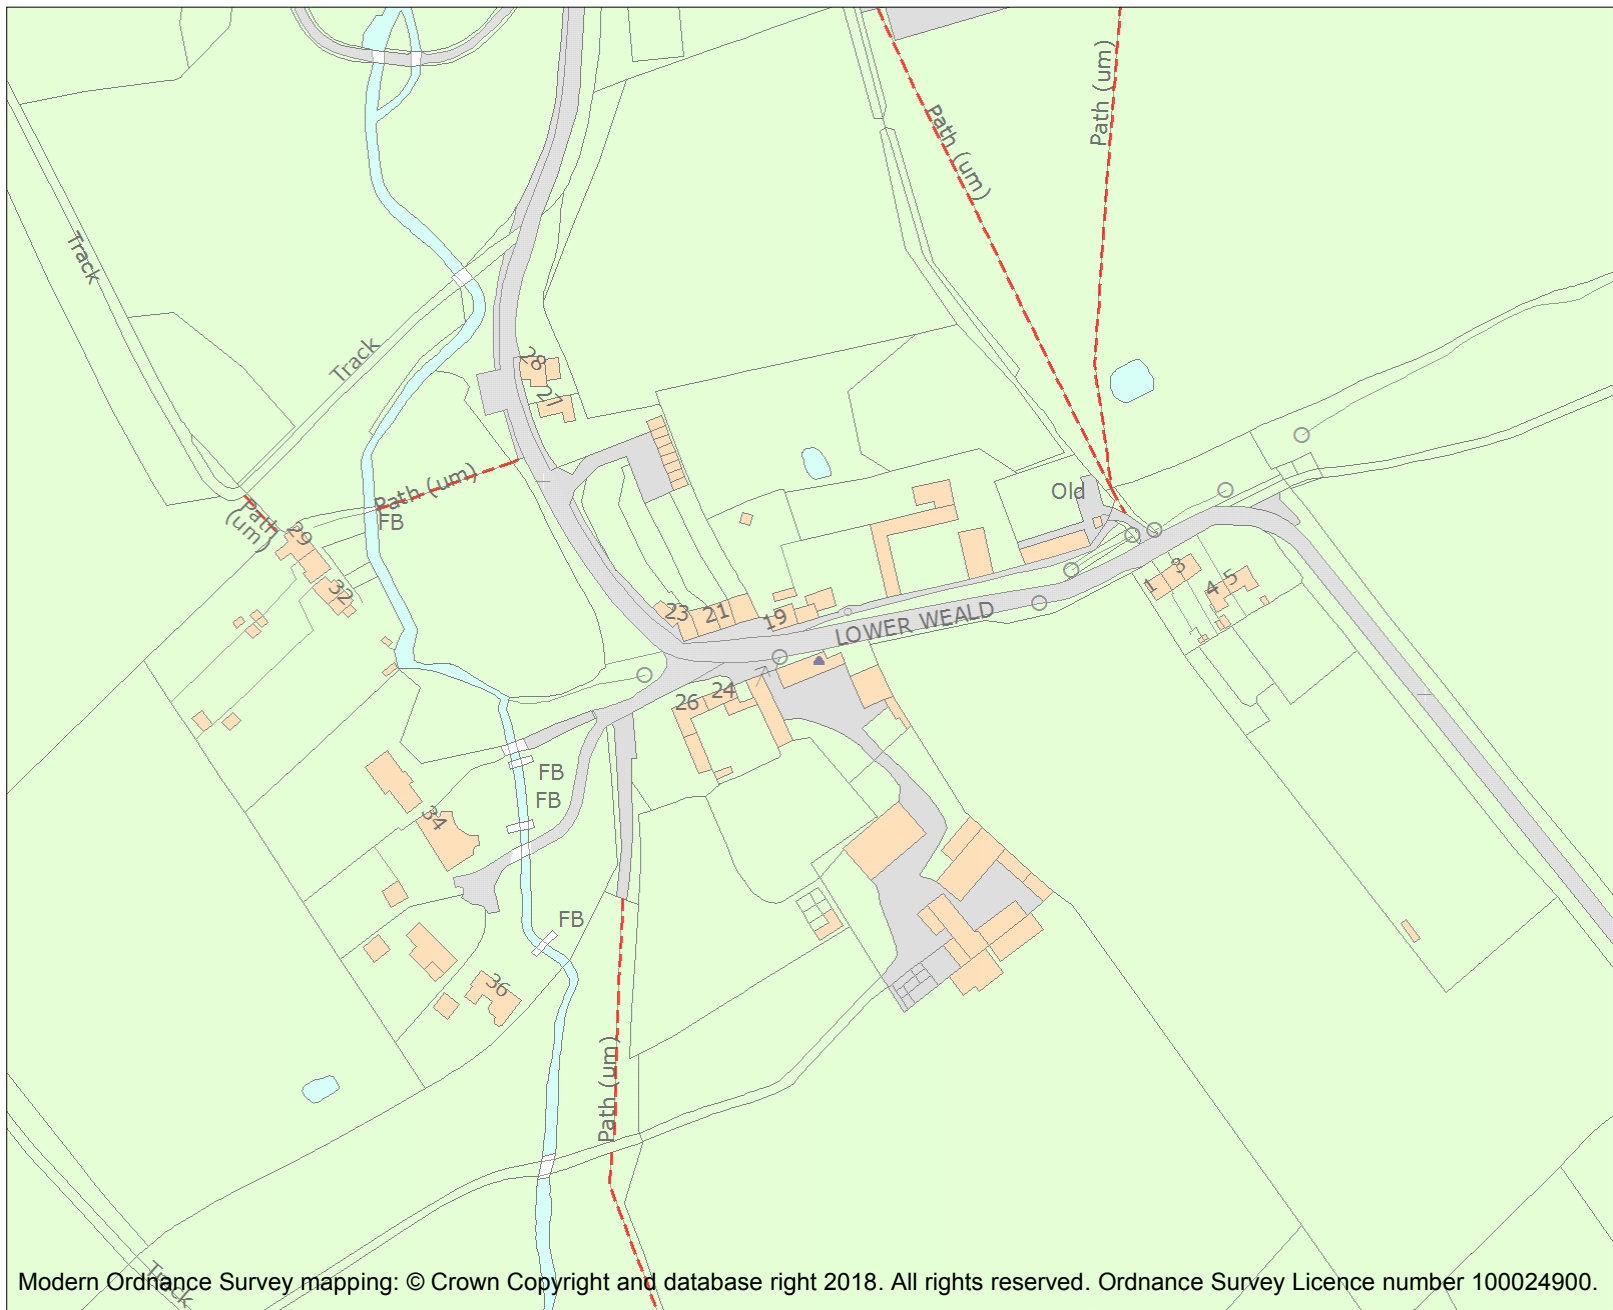 Path (um)
Path (um)
Track
Track
28
27
Path (um)
FB
Path
(um)
29
32
Old
1
3
4
5
23
21
19
LOWER WEALD
26
24
FB
FB
34
FB
36
Path (um)
Track
Modern Ordnance Survey mapping: © Crown Copyright and database right 2018. All rights reserved. Ordnance Survey Licence number 100024900.